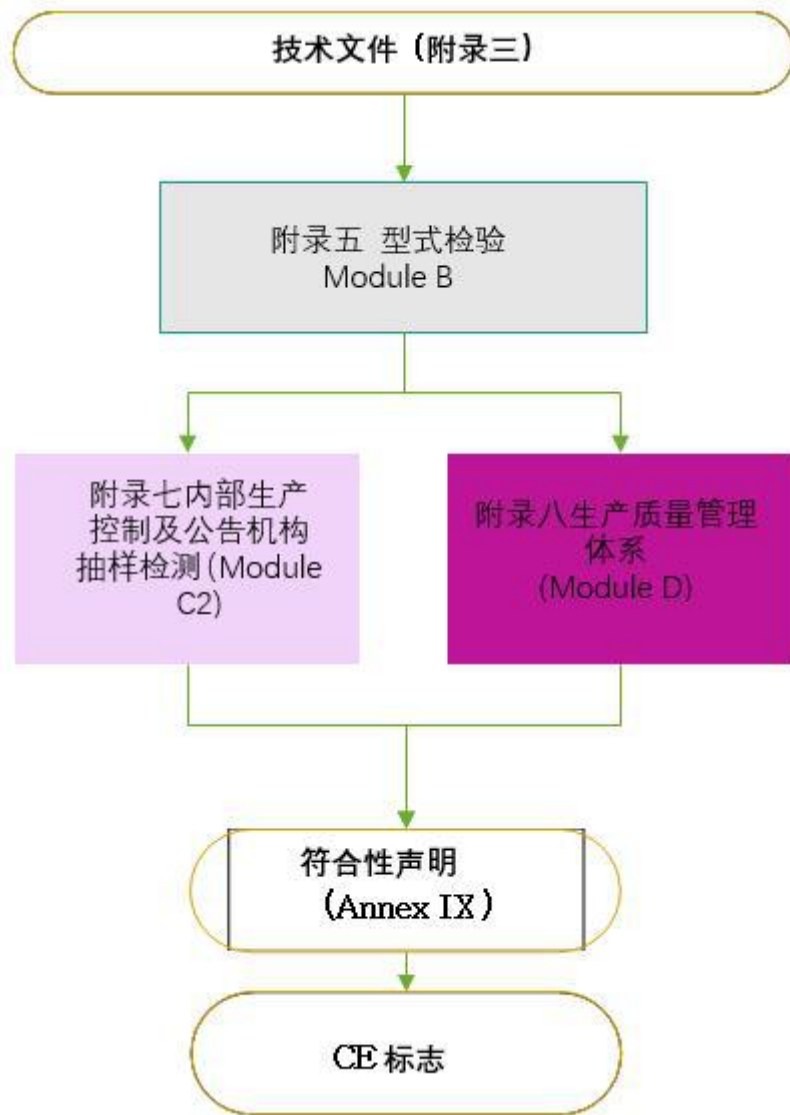 技术文件 (附录三)
附录五 型式检验
Module B
附录七内部生产
控制及公告机构
抽样检测(Module
C2)
附录八生产质量管理
体系
(Module D)
符合性声明
(Annex IX)
CE 标志